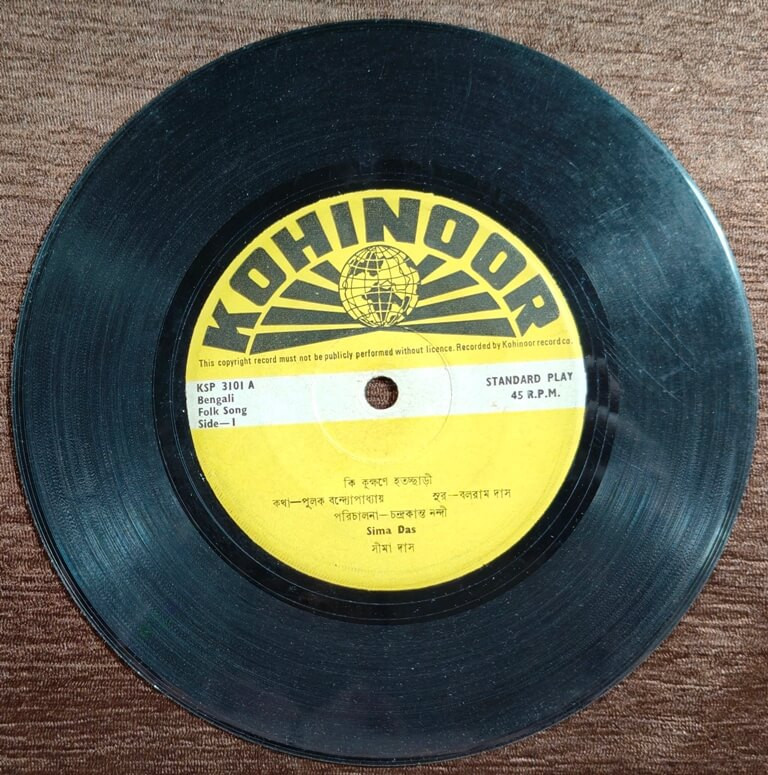 KOHINOOR
This copyright record must not be publicly performed without licence. Recorded by Kohinoor record co.
KSP 3101 A
Bengali
Folk Song
Side—1
STANDARD PLAY
45 R.P.M.
কি কুক্ষণে হতচ্ছাড়ী
কথা—পুলক বন্দ্যোপাধ্যায় সুর—বলরাম দাস
পরিচালনা—চন্দ্রকান্ত নন্দী
Sima Das
সীমা দাস